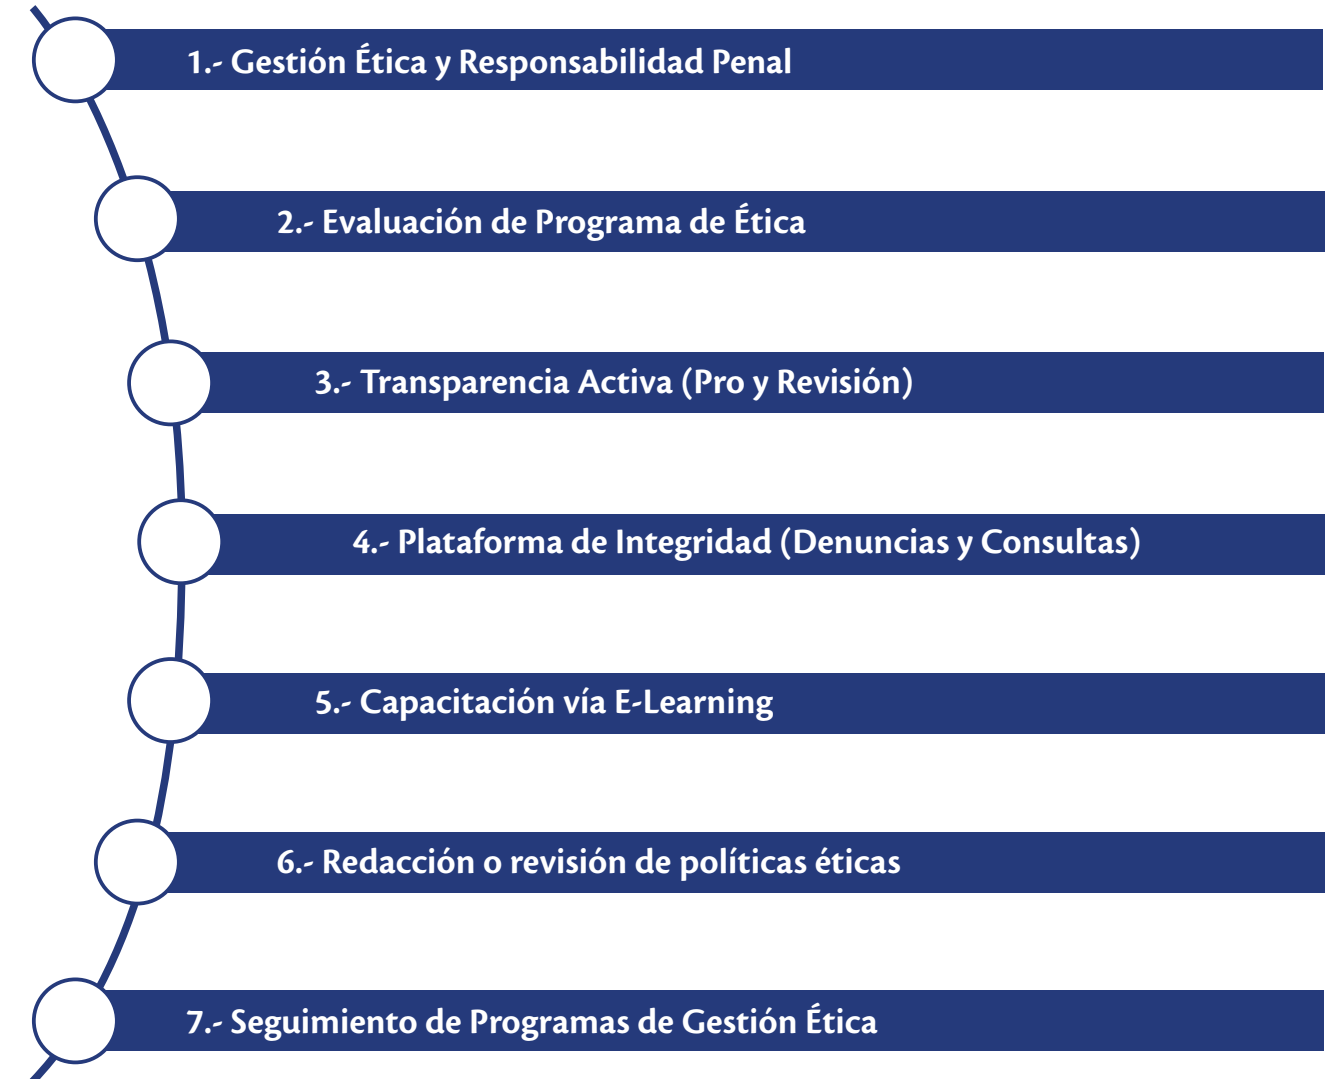 1.- Gestión Ética y Responsabilidad Penal
2.- Evaluación de Programa de Ética
3.- Transparencia Activa (Pro y Revisión)
4.- Plataforma de Integridad (Denuncias y Consultas)
5.- Capacitación vía E-Learning
6.- Redacción o revisión de políticas éticas
7.- Seguimiento de Programas de Gestión Ética